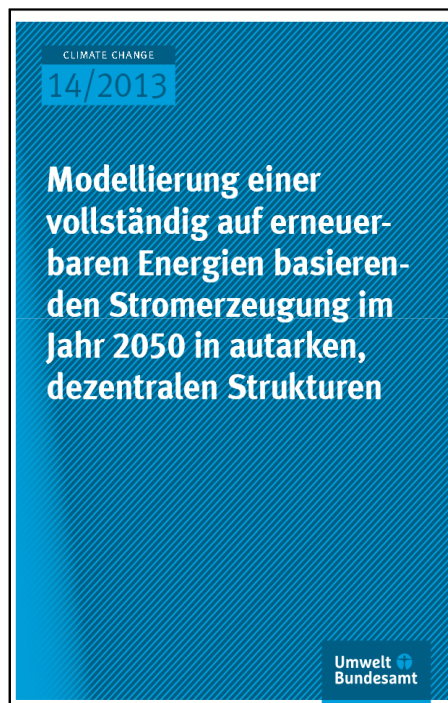 CLIMATE CHANGE
14/2013
Modellierung einer
vollständig auf erneuer-
baren Energien basieren-
den Stromerzeugung im
Jahr 2050 in autarken,
dezentralen Strukturen
Umwelt
Bundesamt